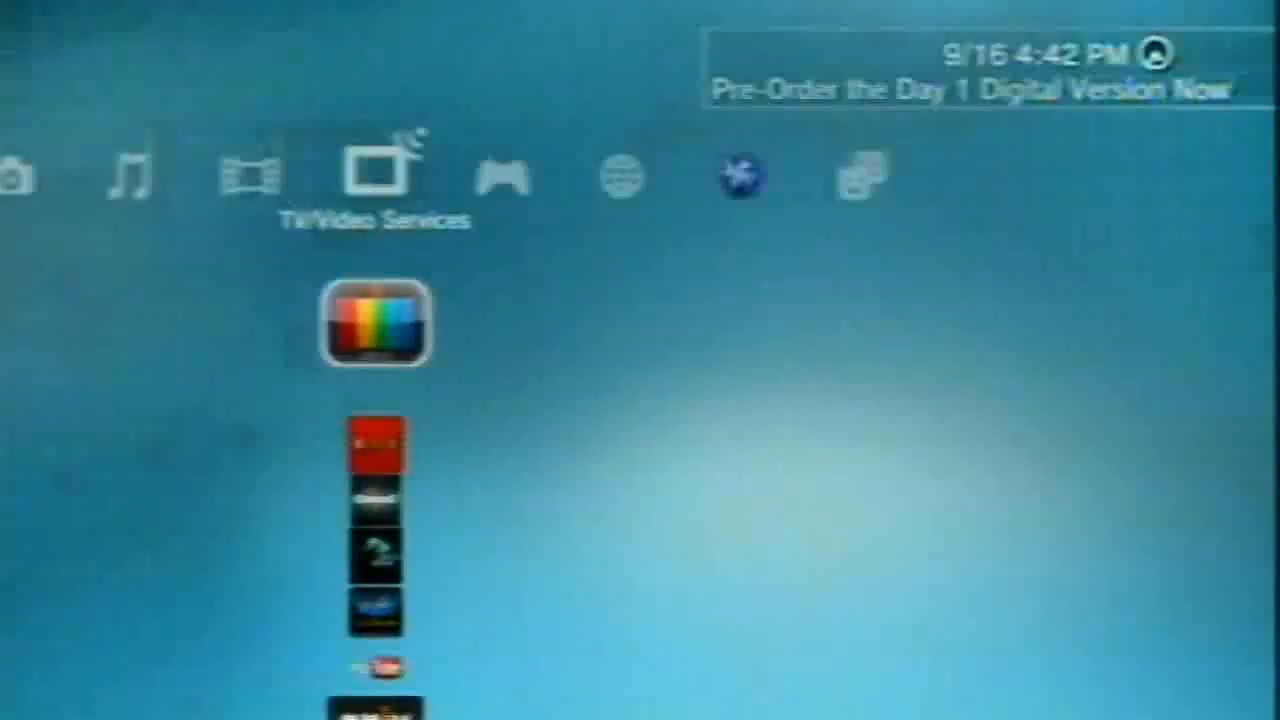 9/16 4:42 PM
Pre-Order the Day 1 Digital Version Now
TV/Video Services